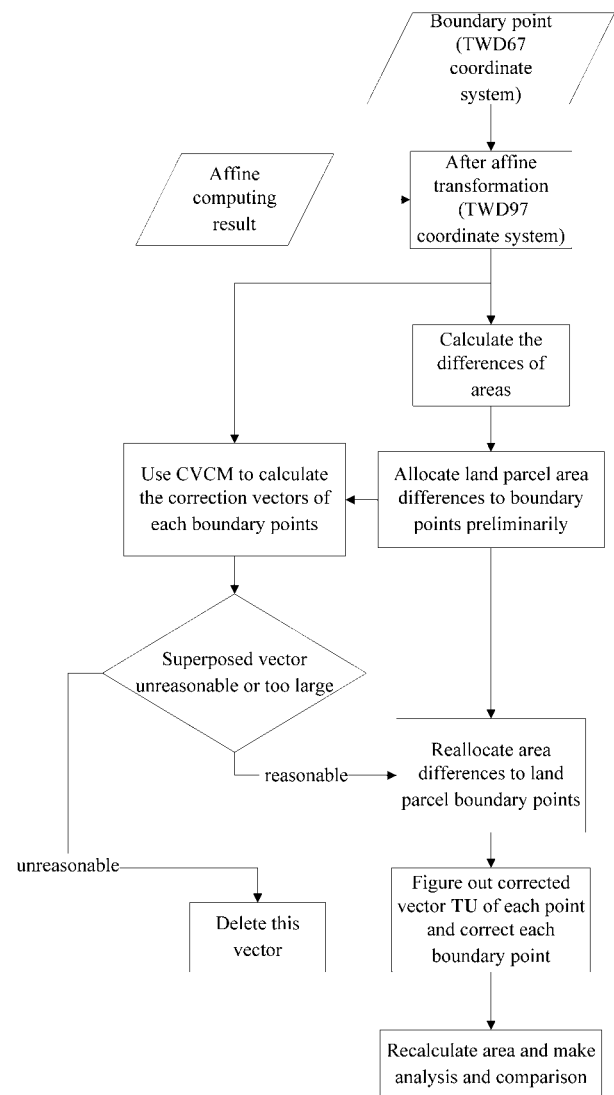 Boundary point
(TWD67
coordinate
system)
Affine
computing
result
After affine
transformation
(TWD97
coordinate system)
Calculate the
differences of
areas
Use CVCM to calculate
the correction vectors of
each boundary points
Allocate land parcel area
differences to boundary
points preliminarily
Superposed vector
unreasonable or too large
reasonable
Reallocate area
differences to land
parcel boundary points
unreasonable
Delete this
vector
Figure out corrected
vector TU of each point
and correct each
boundary point
Recalculate area and make
analysis and comparison